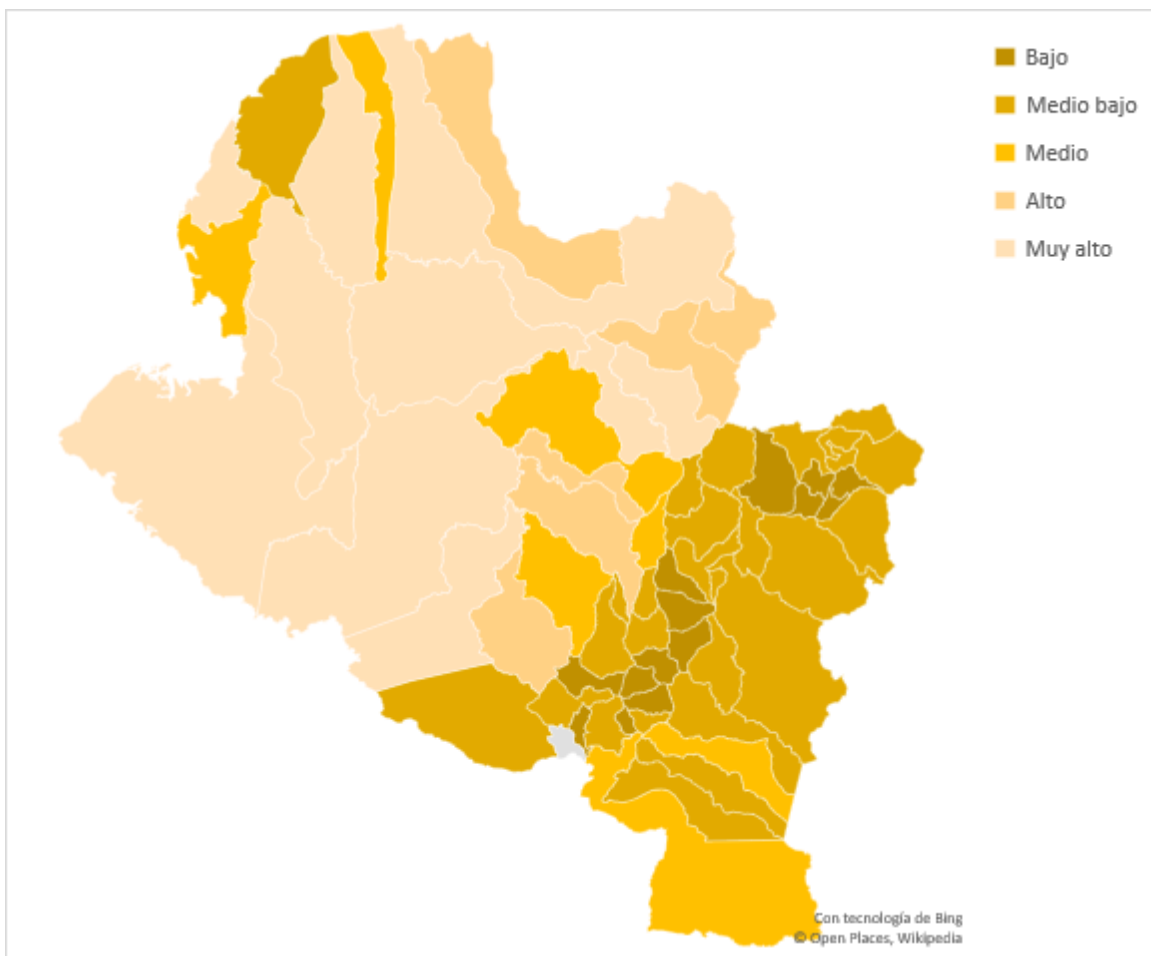 Bajo
Medio bajo
Medio
Alto
Muy alto
Con tecnología de Bing
© Open Places, Wikipedia